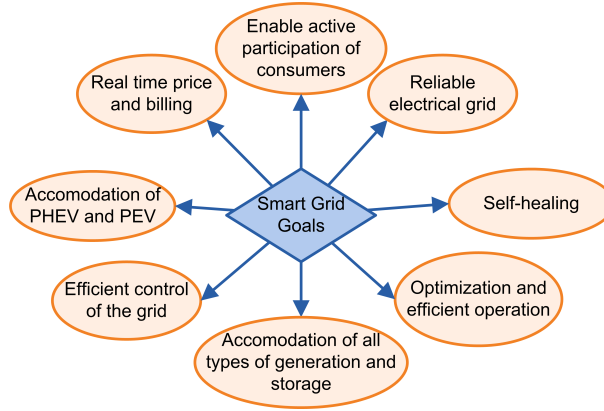 Enable active
participation of
consumers
Real time price
and billing
Reliable
electrical grid
Accomodation of
PHEV and PEV
Smart Grid
Goals
Self-healing
Efficient control
of the grid
Optimization and
efficient operation
Accomodation of all
types of generation and
storage